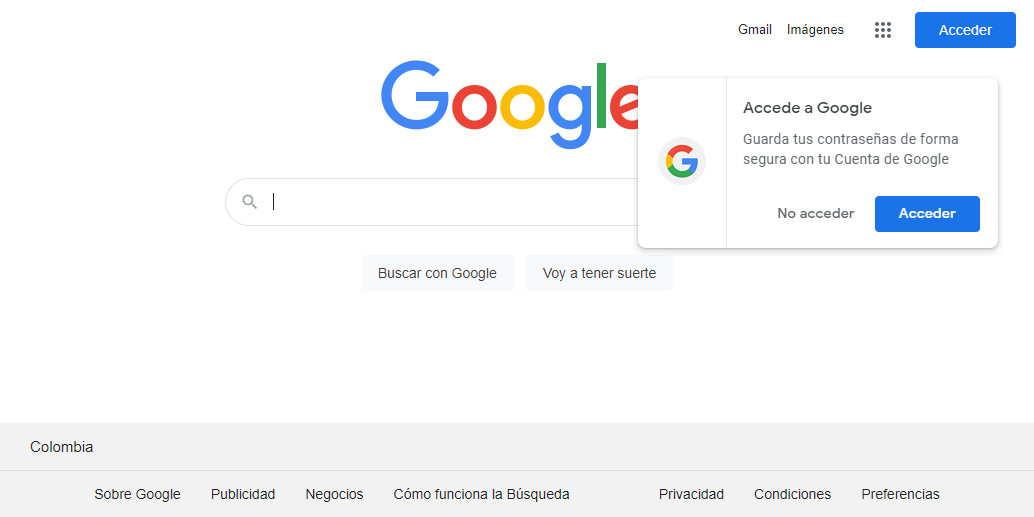 Gmail Imágenes Acceder
Google
Accede a Google
Guarda tus contraseñas de forma
segura con tu Cuenta de Google
No acceder Acceder
Buscar con Google Voy a tener suerte
Colombia
Sobre Google Publicidad Negocios Cómo funciona la Búsqueda Privacidad Condiciones Preferencias